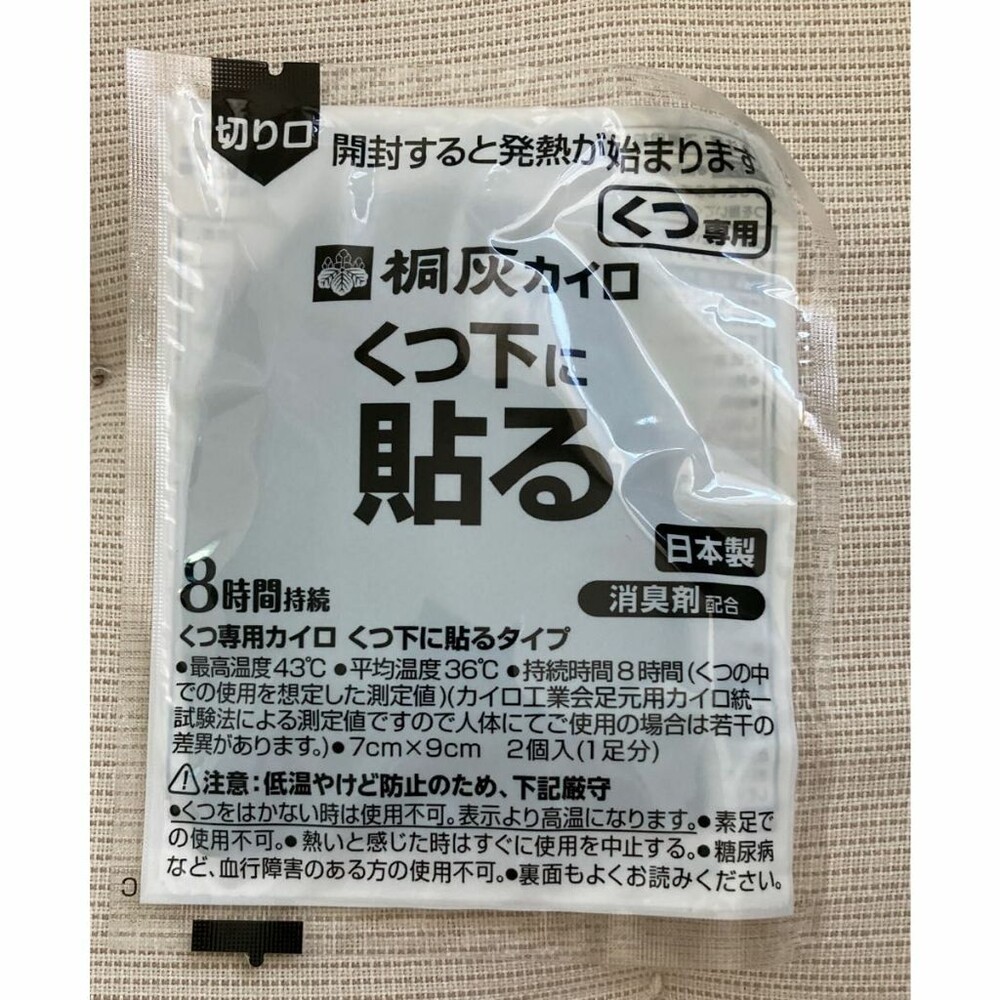 切り口
開封すると発熱が始まります
くつ専用
桐灰カイロ
くつ下に
貼る
日本製
8時間持続
消臭剤配合
くつ専用カイロ くつ下に貼るタイプ
●最高温度43℃●平均温度36℃●持続時間8時間(くつの中
での使用を想定した測定値)(カイロ工業会足元用カイロ統一
試験法による測定値ですので人体にてご使用の場合は若干の
差異があります。)●7cm×9cm 2個入(1足分)
注意:低温やけど防止のため、下記厳守
●くつをはかない時は使用不可。表示より高温になります。●素足で
の使用不可。●熱いと感じた時はすぐに使用を中止する。●糖尿病
など、血行障害のある方の使用不可。●裏面もよくお読みください。